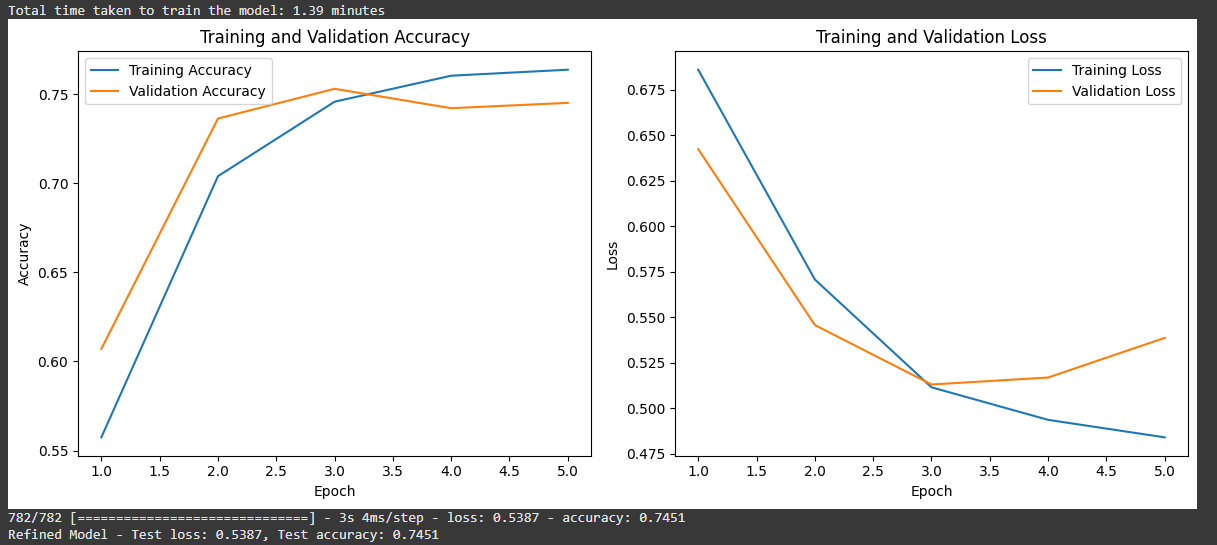 Total time taken to train the model: 1.39 minutes
Training and Validation Accuracy
Training Accuracy
Validation Accuracy
0.75
0.70
0.65
0.60
0.55
Accuracy
1.0 1.5 2.0 2.5 3.0 3.5 4.0 4.5 5.0
Epoch
Training and Validation Loss
Training Loss
Validation Loss
0.675
0.650
0.625
0.600
0.575
0.550
0.525
0.500
0.475
Loss
1.0 1.5 2.0 2.5 3.0 3.5 4.0 4.5 5.0
Epoch
782/782 [==============================] - 3s 4ms/step - loss: 0.5387 - accuracy: 0.7451
Refined Model - Test loss: 0.5387, Test accuracy: 0.7451